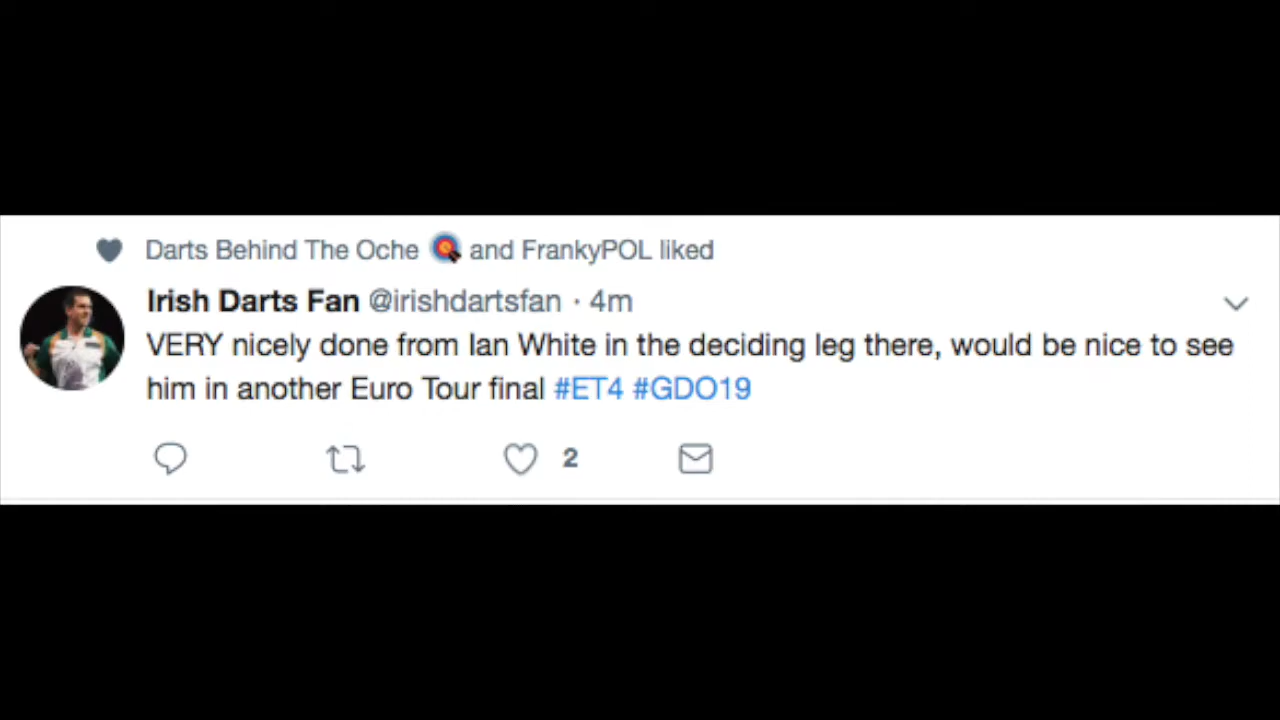 Darts Behind The Oche 🎯 and FrankyPOL liked
Irish Darts Fan @irishdartsfan · 4m
VERY nicely done from Ian White in the deciding leg there, would be nice to see
him in another Euro Tour final #ET4 #GDO19
2